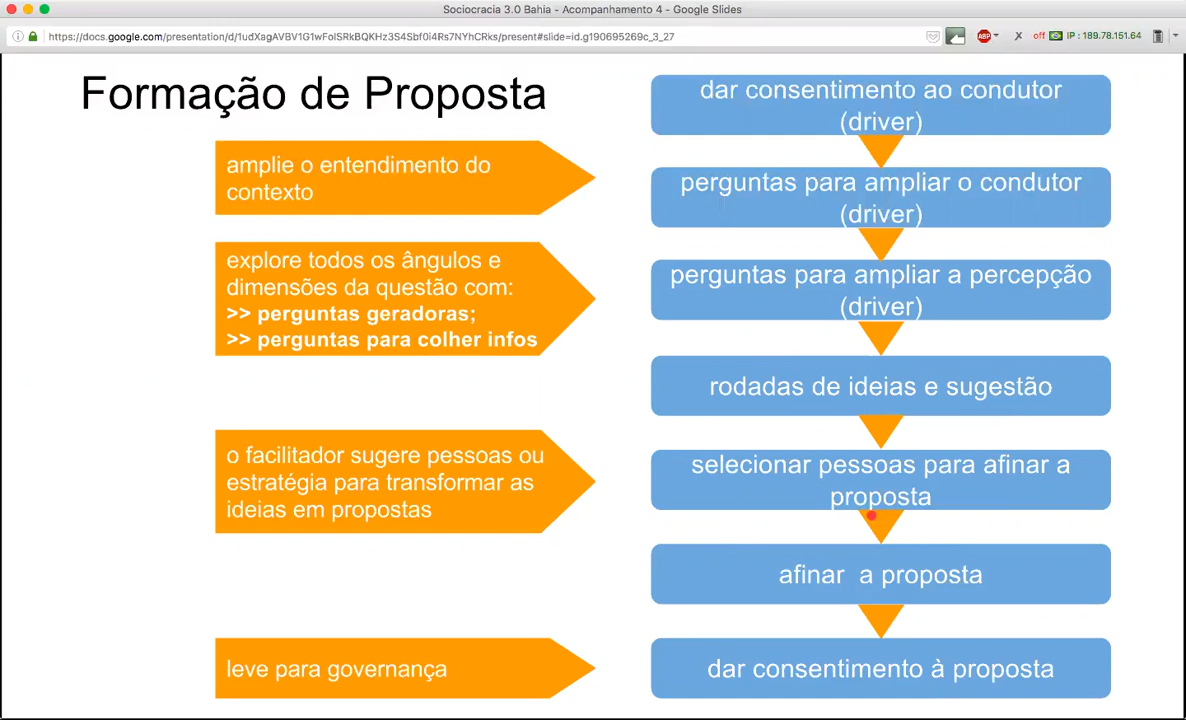 Sociocracia 3.0 Bahia - Acompanhamento 4 - Google Slides
https://docs.google.com/presentation/d/1udXagAVBV1G1wFoISRkBQKHz3S4Sbf0i4Rs7NYhCRks/present#slide=id.g190695269c_3_27
ABP
off
IP : 189.78.151.64
Formação de Proposta
dar consentimento ao condutor
(driver)
amplie o entendimento do
contexto
perguntas para ampliar o condutor
(driver)
explore todos os ângulos e
dimensões da questão com:
>> perguntas geradoras;
>> perguntas para colher infos
perguntas para ampliar a percepção
(driver)
rodadas de ideias e sugestão
o facilitador sugere pessoas ou
estratégia para transformar as
ideias em propostas
selecionar pessoas para afinar a
proposta
afinar  a proposta
leve para governança
dar consentimento à proposta